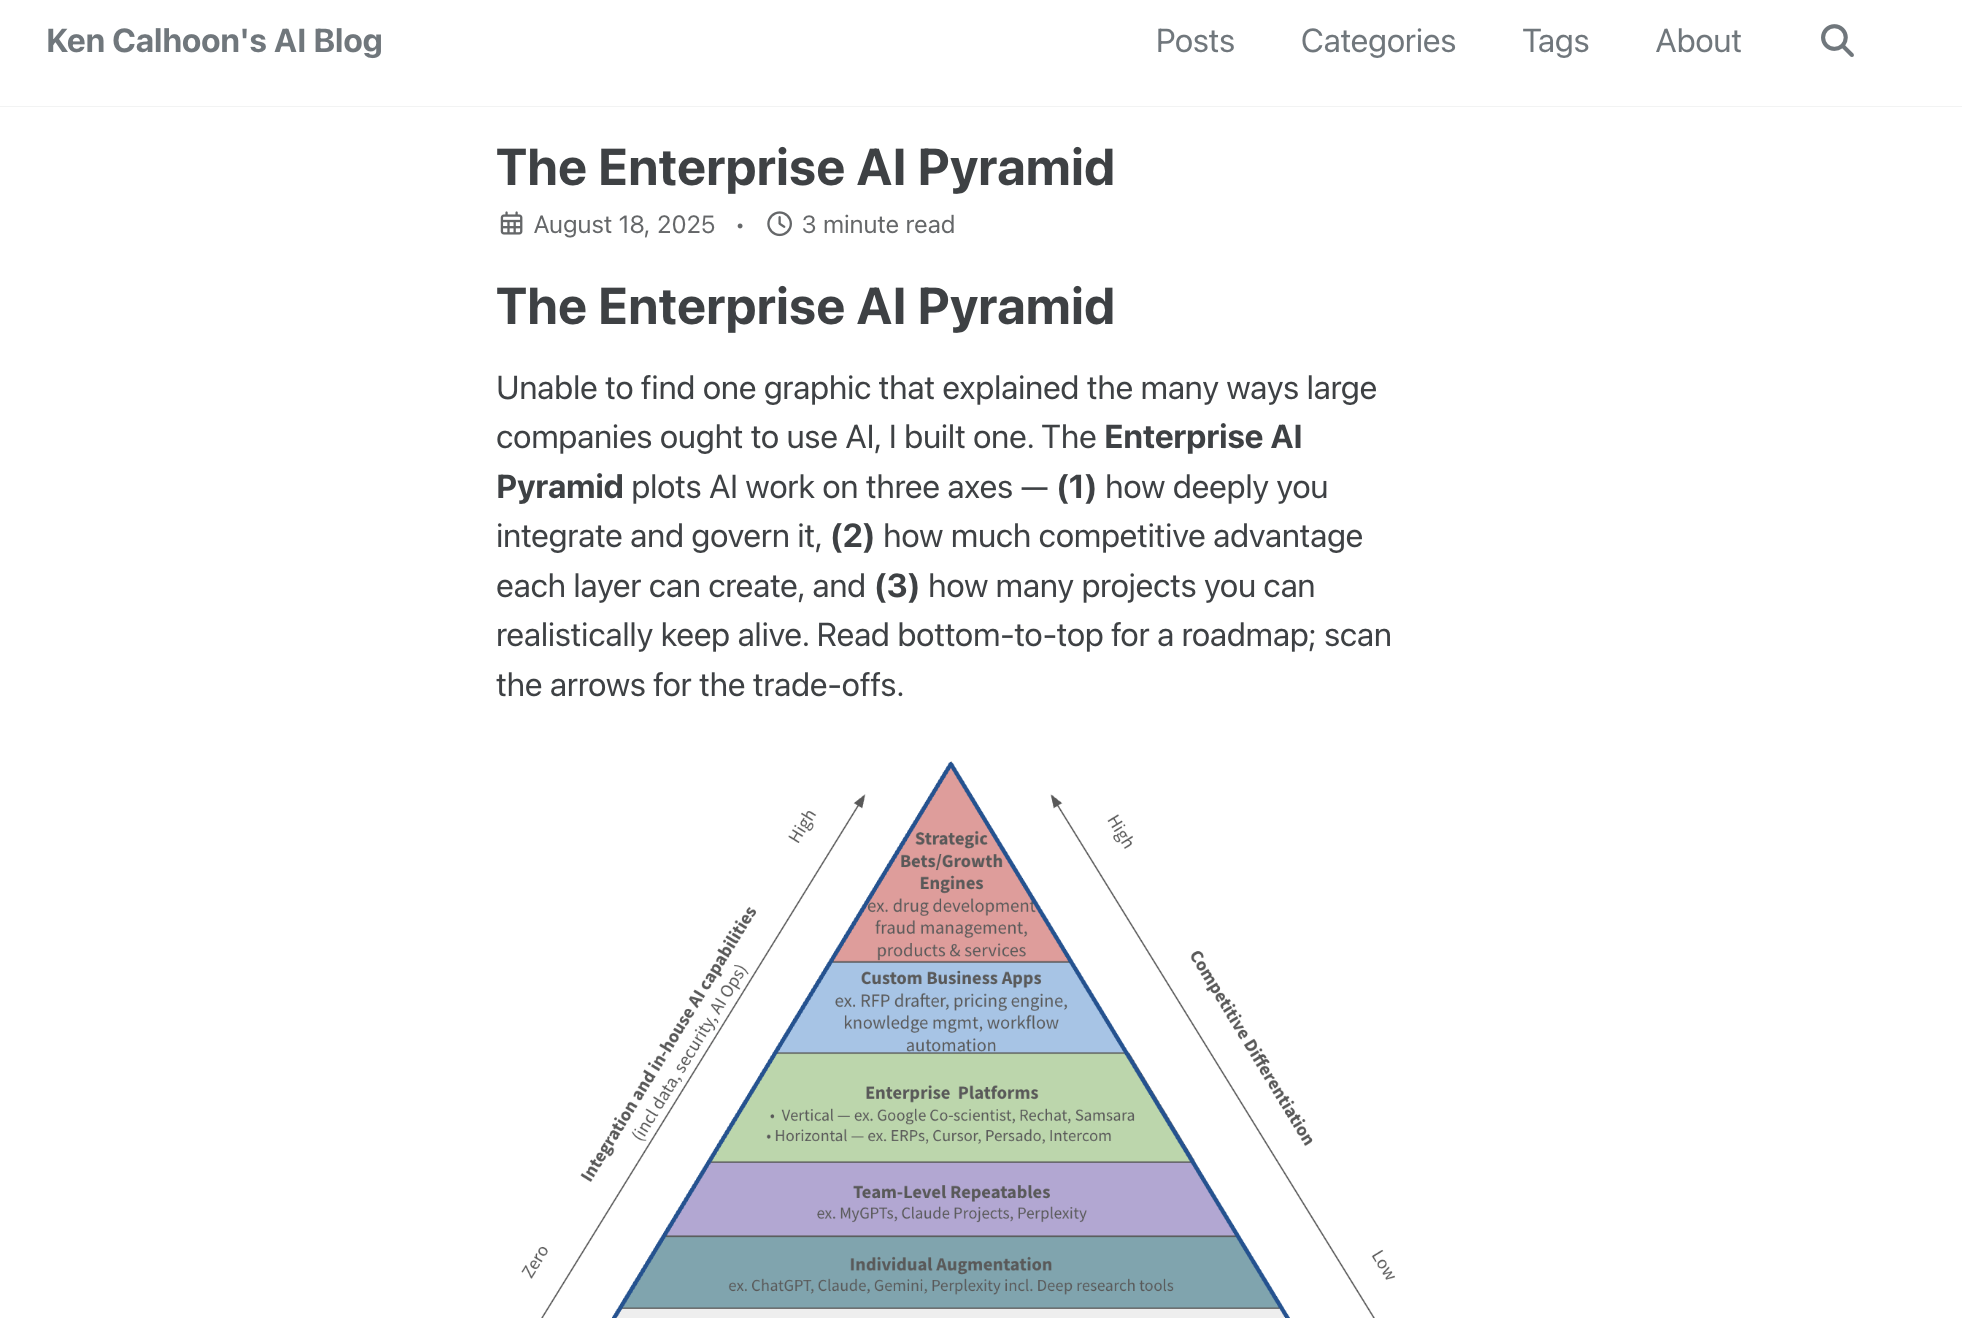 Ken Calhoon's AI Blog
Posts
Categories
Tags
About
The Enterprise AI Pyramid
August 18, 2025 • 3 minute read
The Enterprise AI Pyramid
Unable to find one graphic that explained the many ways large
companies ought to use AI, I built one. The Enterprise AI
Pyramid plots AI work on three axes — (1) how deeply you
integrate and govern it, (2) how much competitive advantage
each layer can create, and (3) how many projects you can
realistically keep alive. Read bottom-to-top for a roadmap; scan
the arrows for the trade-offs.
High
Integration and in-house AI capabilities
(incl data, security, AI Ops)
Zero
Strategic
Bets/Growth
Engines
ex. drug development
fraud management,
products & services
Custom Business Apps
ex. RFP drafter, pricing engine,
knowledge mgmt, workflow
automation
Enterprise Platforms
• Vertical — ex. Google Co-scientist, Rechat, Samsara
• Horizontal — ex. ERPs, Cursor, Persado, Intercom
Team-Level Repeatables
ex. MyGPTs, Claude Projects, Perplexity
Individual Augmentation
ex. ChatGPT, Claude, Gemini, Perplexity incl. Deep research tools
High
Competitive Differentiation
Low